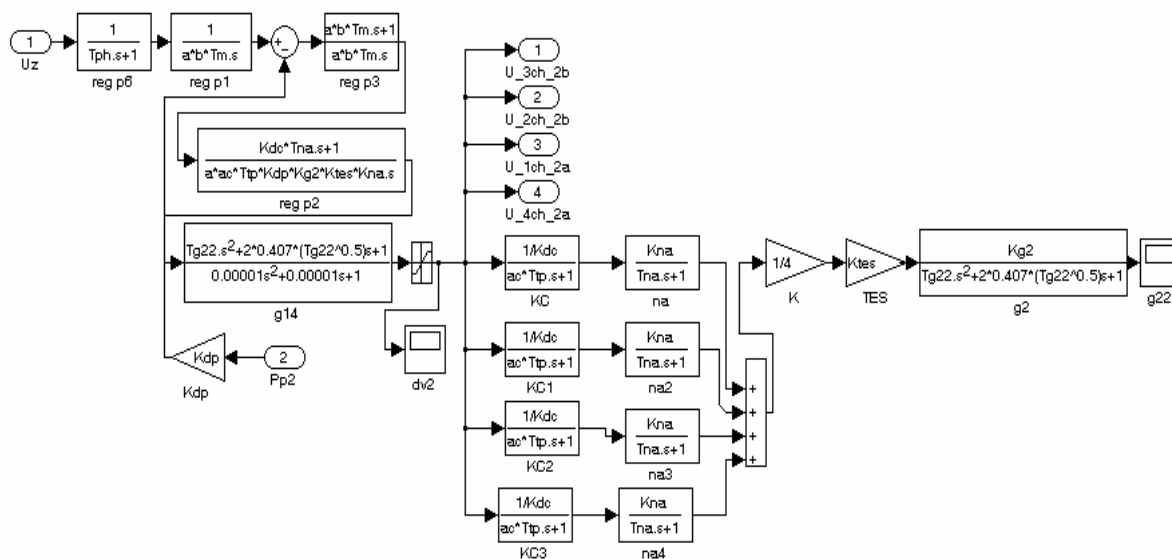 1
Uz
1
Tph.s+1
reg p6
1
a*b*Tm.s
reg p1
+
-
a*b*Tm.s+1
a*b*Tm.s
reg p3
1
U_3ch_2b
2
U_2ch_2b
3
U_1ch_2a
4
U_4ch_2a
Kdc*Tna.s+1
a*ac*Ttp*Kdp*Kg2*Ktes*Kna.s
reg p2
Tg22.s²+2*0.407*(Tg22^0.5)s+1
0.00001s²+0.00001s+1
g14
dv2
Kdp
Kdp
2
Pp2
1/Kdc
ac*Ttp.s+1
KC
Kna
Tna.s+1
na
1/Kdc
ac*Ttp.s+1
KC1
Kna
Tna.s+1
na2
1/Kdc
ac*Ttp.s+1
KC2
Kna
Tna.s+1
na3
1/Kdc
ac*Ttp.s+1
KC3
Kna
Tna.s+1
na4
+
+
+
+
1/4
K
Ktes
TES
Kg2
Tg22.s²+2*0.407*(Tg22^0.5)s+1
g2
g22